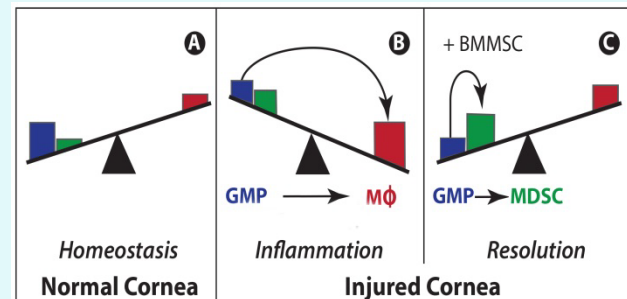 A
B
+ BMMSC
C
GMP → MΦ
GMP → MDSC
Homeostasis
Inflammation
Resolution
Normal Cornea
Injured Cornea